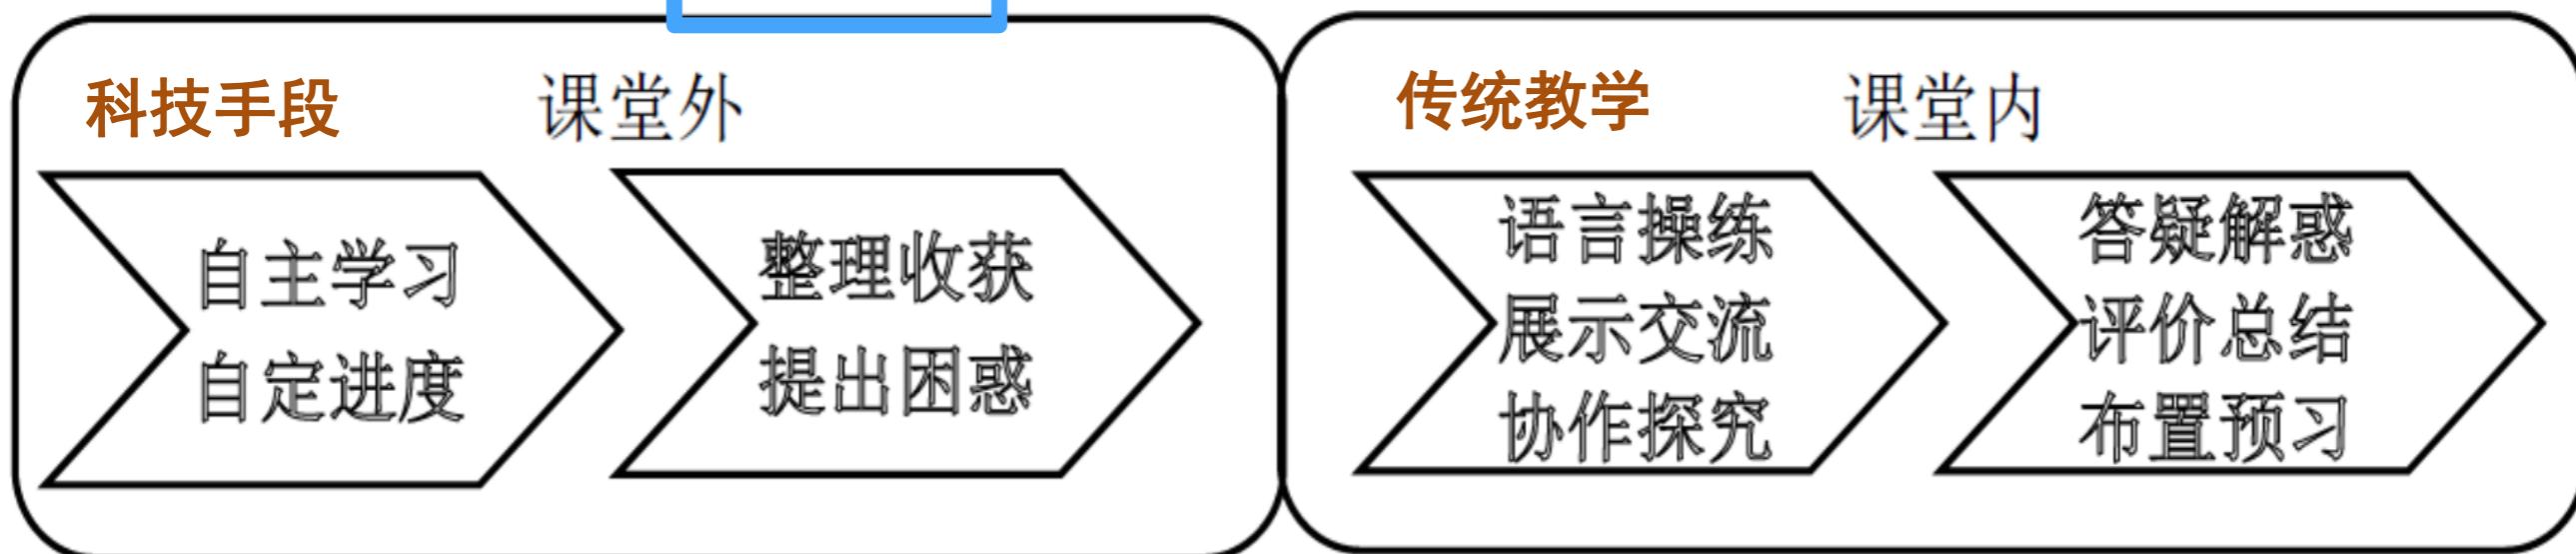 科技手段
课堂外
自主学习
自定进度
整理收获
提出困惑
传统教学
课堂内
语言操练
展示交流
协作探究
答疑解惑
评价总结
布置预习